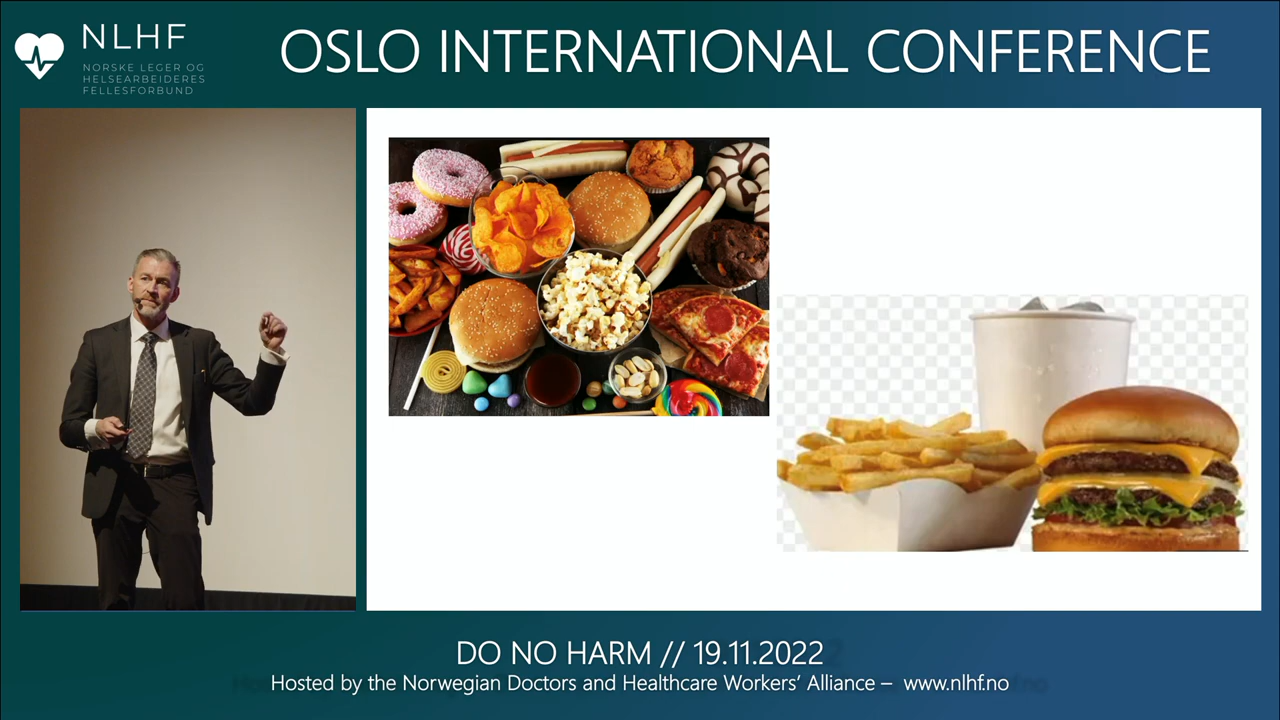 NLHF
NORSKE LEGER OG
HELSEARBEIDERES
FELLESFORBUND
OSLO INTERNATIONAL CONFERENCE
DO NO HARM // 19.11.2022
Hosted by the Norwegian Doctors and Healthcare Workers' Alliance – www.nlhf.no